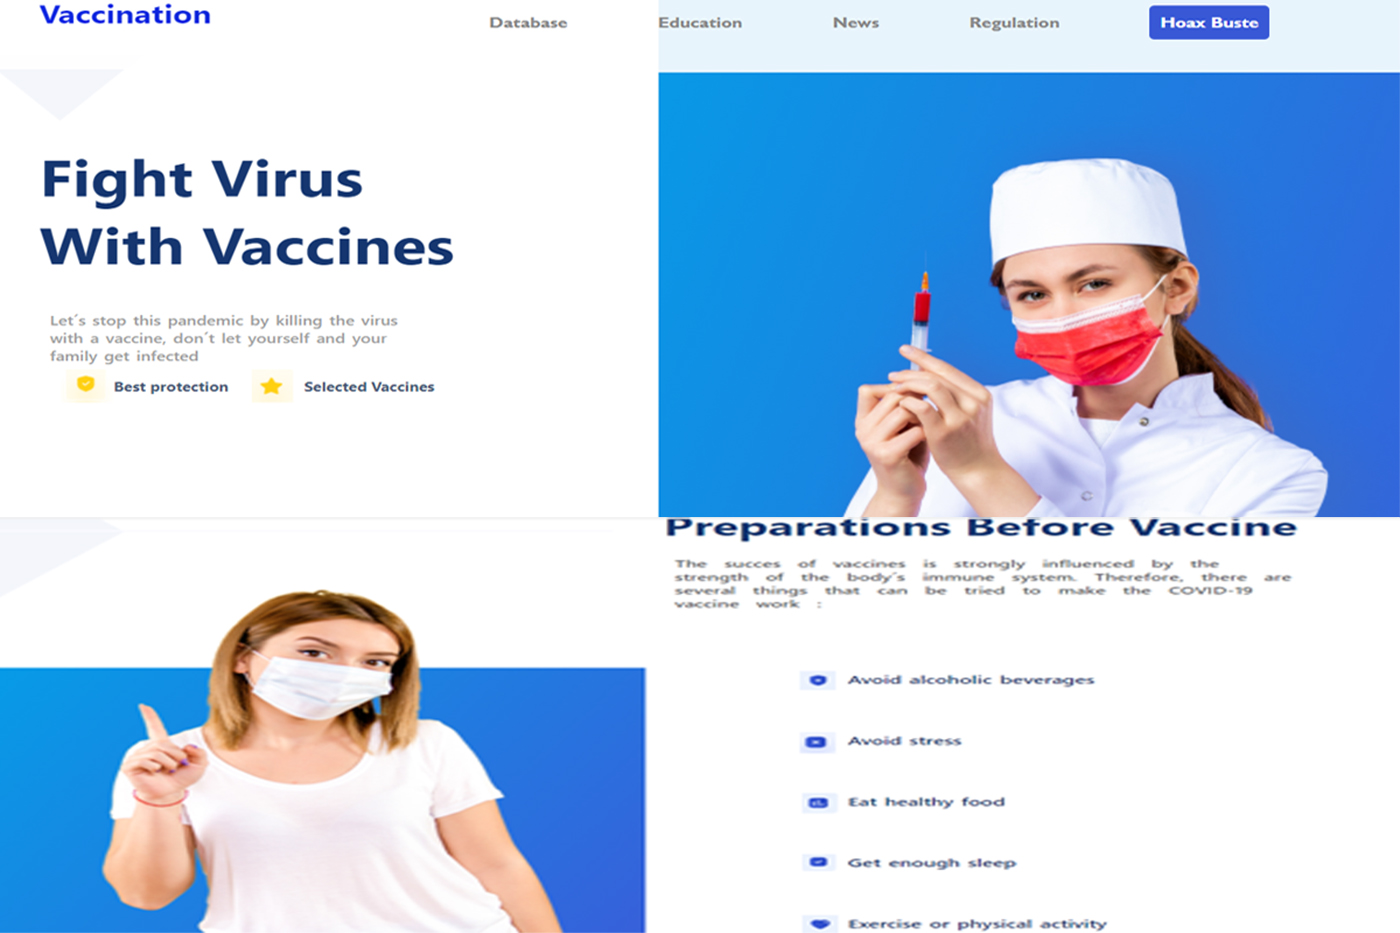 Vaccination
Database
Education
News
Regulation
Hoax Buste
Fight Virus
With Vaccines
Let´s stop this pandemic by killing the virus
with a vaccine, don´t let yourself and your
family get infected
Best protection
Selected Vaccines
Preparations Before Vaccine
The succes of vaccines is strongly influenced by the
strength of the body´s immune system. Therefore, there are
several things that can be tried to make the COVID-19
vaccine work :
Avoid alcoholic beverages
Avoid stress
Eat healthy food
Get enough sleep
Exercise or physical activity